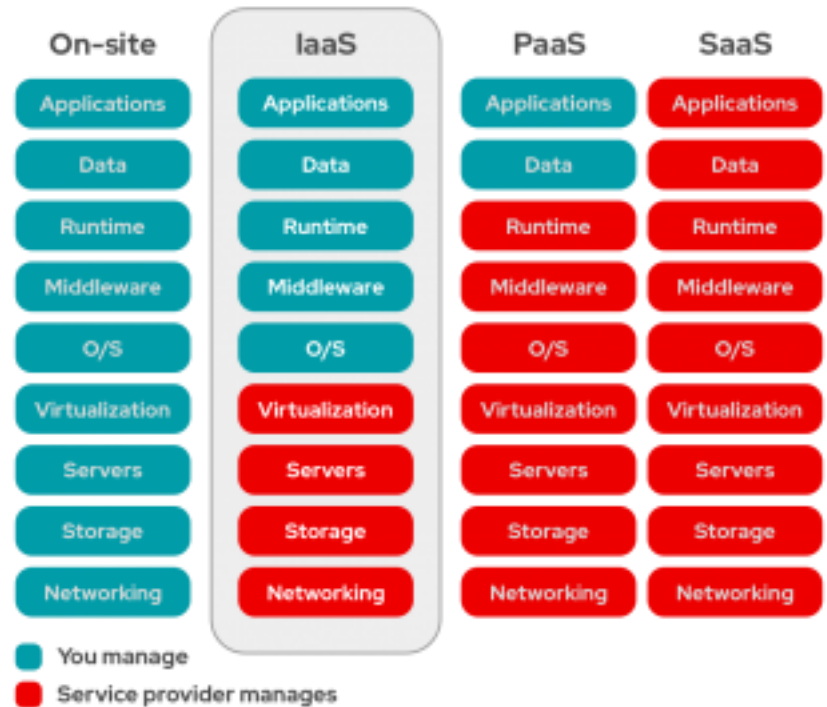 On-site IaaS PaaS SaaS
Applications Applications Applications Applications
Data Data Data Data
Runtime Runtime Runtime Runtime
Middleware Middleware Middleware Middleware
O/S O/S O/S O/S
Virtualization Virtualization Virtualization Virtualization
Servers Servers Servers Servers
Storage Storage Storage Storage
Networking Networking Networking Networking
You manage
Service provider manages